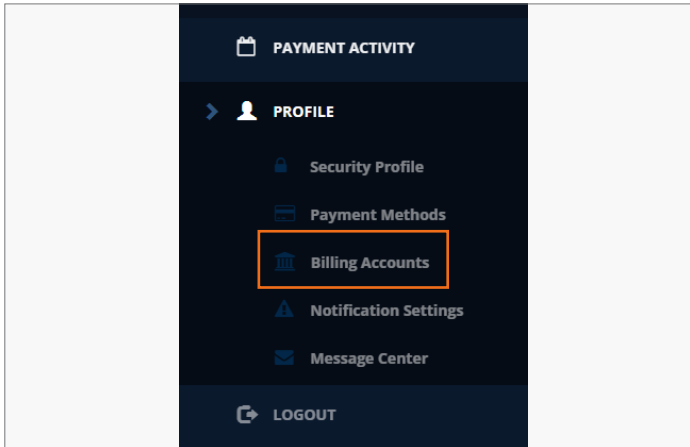 PAYMENT ACTIVITY
PROFILE
Security Profile
Payment Methods
Billing Accounts
Notification Settings
Message Center
LOGOUT